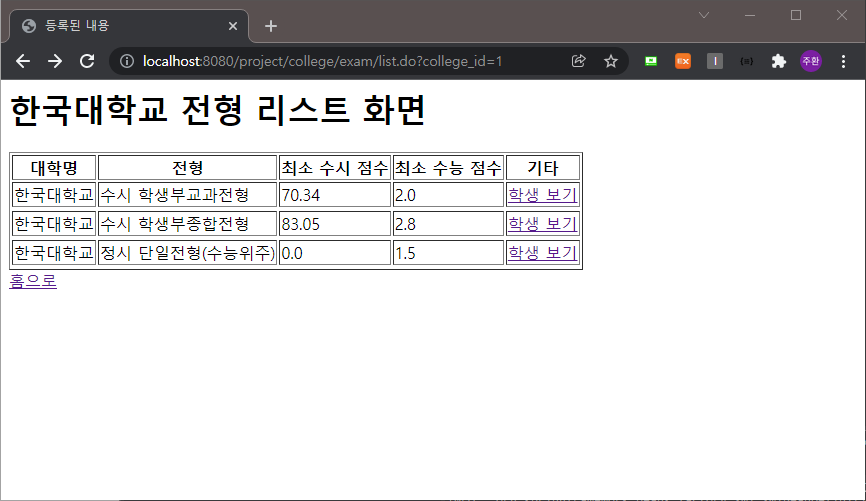 등록된 내용
localhost:8080/project/college/exam/list.do?college_id=1
주환
한국대학교 전형 리스트 화면
대학명 전형 최소 수시 점수 최소 수능 점수 기타
한국대학교 수시 학생부교과전형 70.34 2.0 학생 보기
한국대학교 수시 학생부종합전형 83.05 2.8 학생 보기
한국대학교 정시 단일전형(수능위주) 0.0 1.5 학생 보기
홈으로